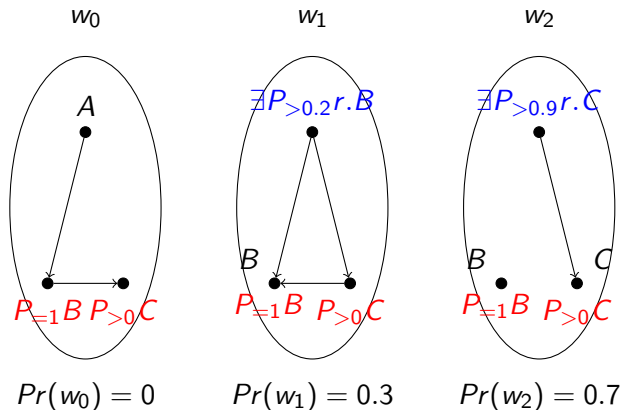 w₀ w₁ w₂
A ∃P>0.2r.B ∃P>0.9r.C
B B C
P=1B P>0C P=1B P>0C P=1B P>0C
Pr(w₀) = 0 Pr(w₁) = 0.3 Pr(w₂) = 0.7